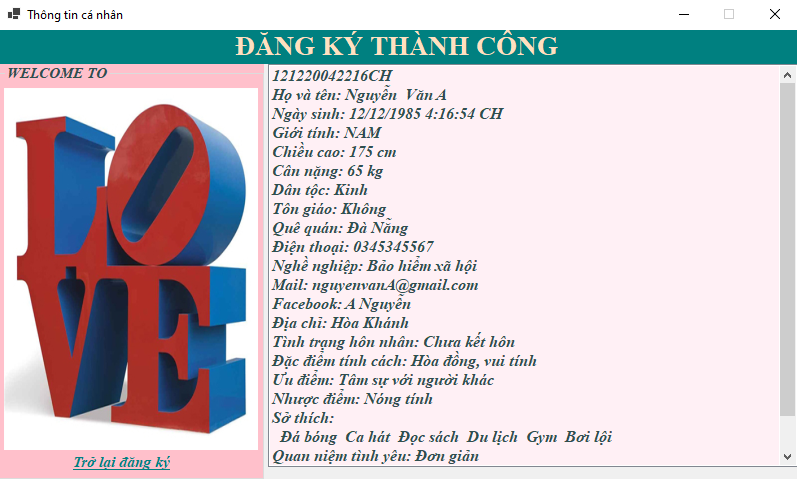 Thông tin cá nhân
ĐĂNG KÝ THÀNH CÔNG
WELCOME TO
LOVE
Trở lại đăng ký
121220042216CH
Họ và tên: Nguyễn  Văn A
Ngày sinh: 12/12/1985 4:16:54 CH
Giới tính: NAM
Chiều cao: 175 cm
Cân nặng: 65 kg
Dân tộc: Kinh
Tôn giáo: Không
Quê quán: Đà Nẵng
Điện thoại: 0345345567
Nghề nghiệp: Bảo hiểm xã hội
Mail: nguyenvanA@gmail.com
Facebook: A Nguyễn
Địa chỉ: Hòa Khánh
Tình trạng hôn nhân: Chưa kết hôn
Đặc điểm tính cách: Hòa đồng, vui tính
Ưu điểm: Tâm sự với người khác
Nhược điểm: Nóng tính
Sở thích:
Đá bóng  Ca hát  Đọc sách  Du lịch  Gym  Bơi lội
Quan niệm tình yêu: Đơn giản